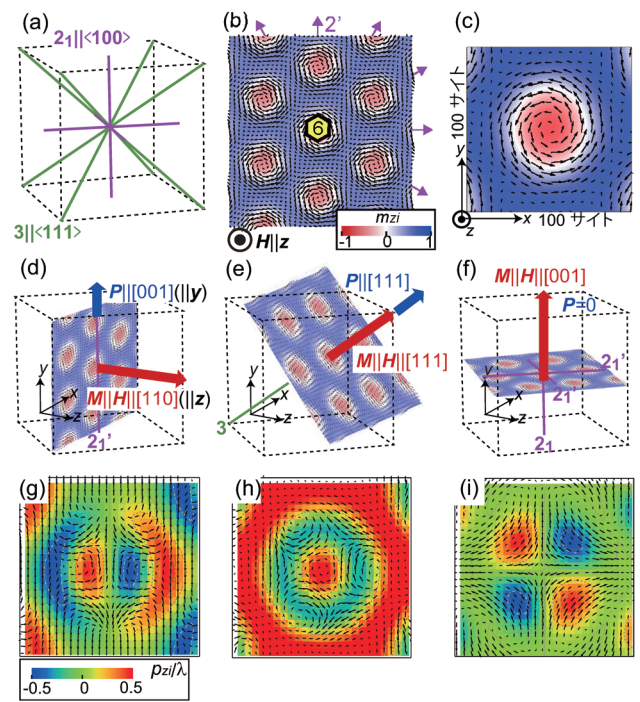 (a)
2₁||<100>
3||<111>
(b)
2'
6
H||z
m_zi
-1 0 1
(c)
y 100 サイト
z x 100 サイト
(d)
P||[001](||y)
y
x
z
M||H||[110](||z)
2₁'
(e)
P||[111]
M||H||[111]
y
x
z
3
(f)
M||H||[001]
P=0
2₁'
2₁'
y
x
z
2₁
(g)
(h)
(i)
p_zi/λ
-0.5 0 0.5